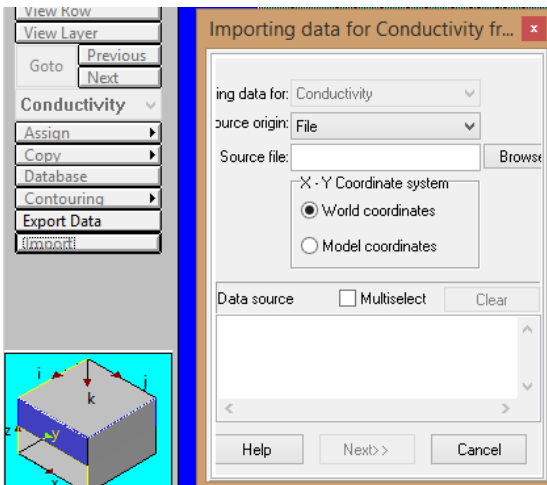 View Row
View Layer
Goto
Previous
Next
Conductivity
Assign
Copy
Database
Contouring
Export Data
Import
i
j
k
z
y
x
Importing data for Conductivity fr... x
ing data for: Conductivity
ource origin: File
Source file: Browse
X - Y Coordinate system
World coordinates
Model coordinates
Data source Multiselect Clear
Help Next>> Cancel